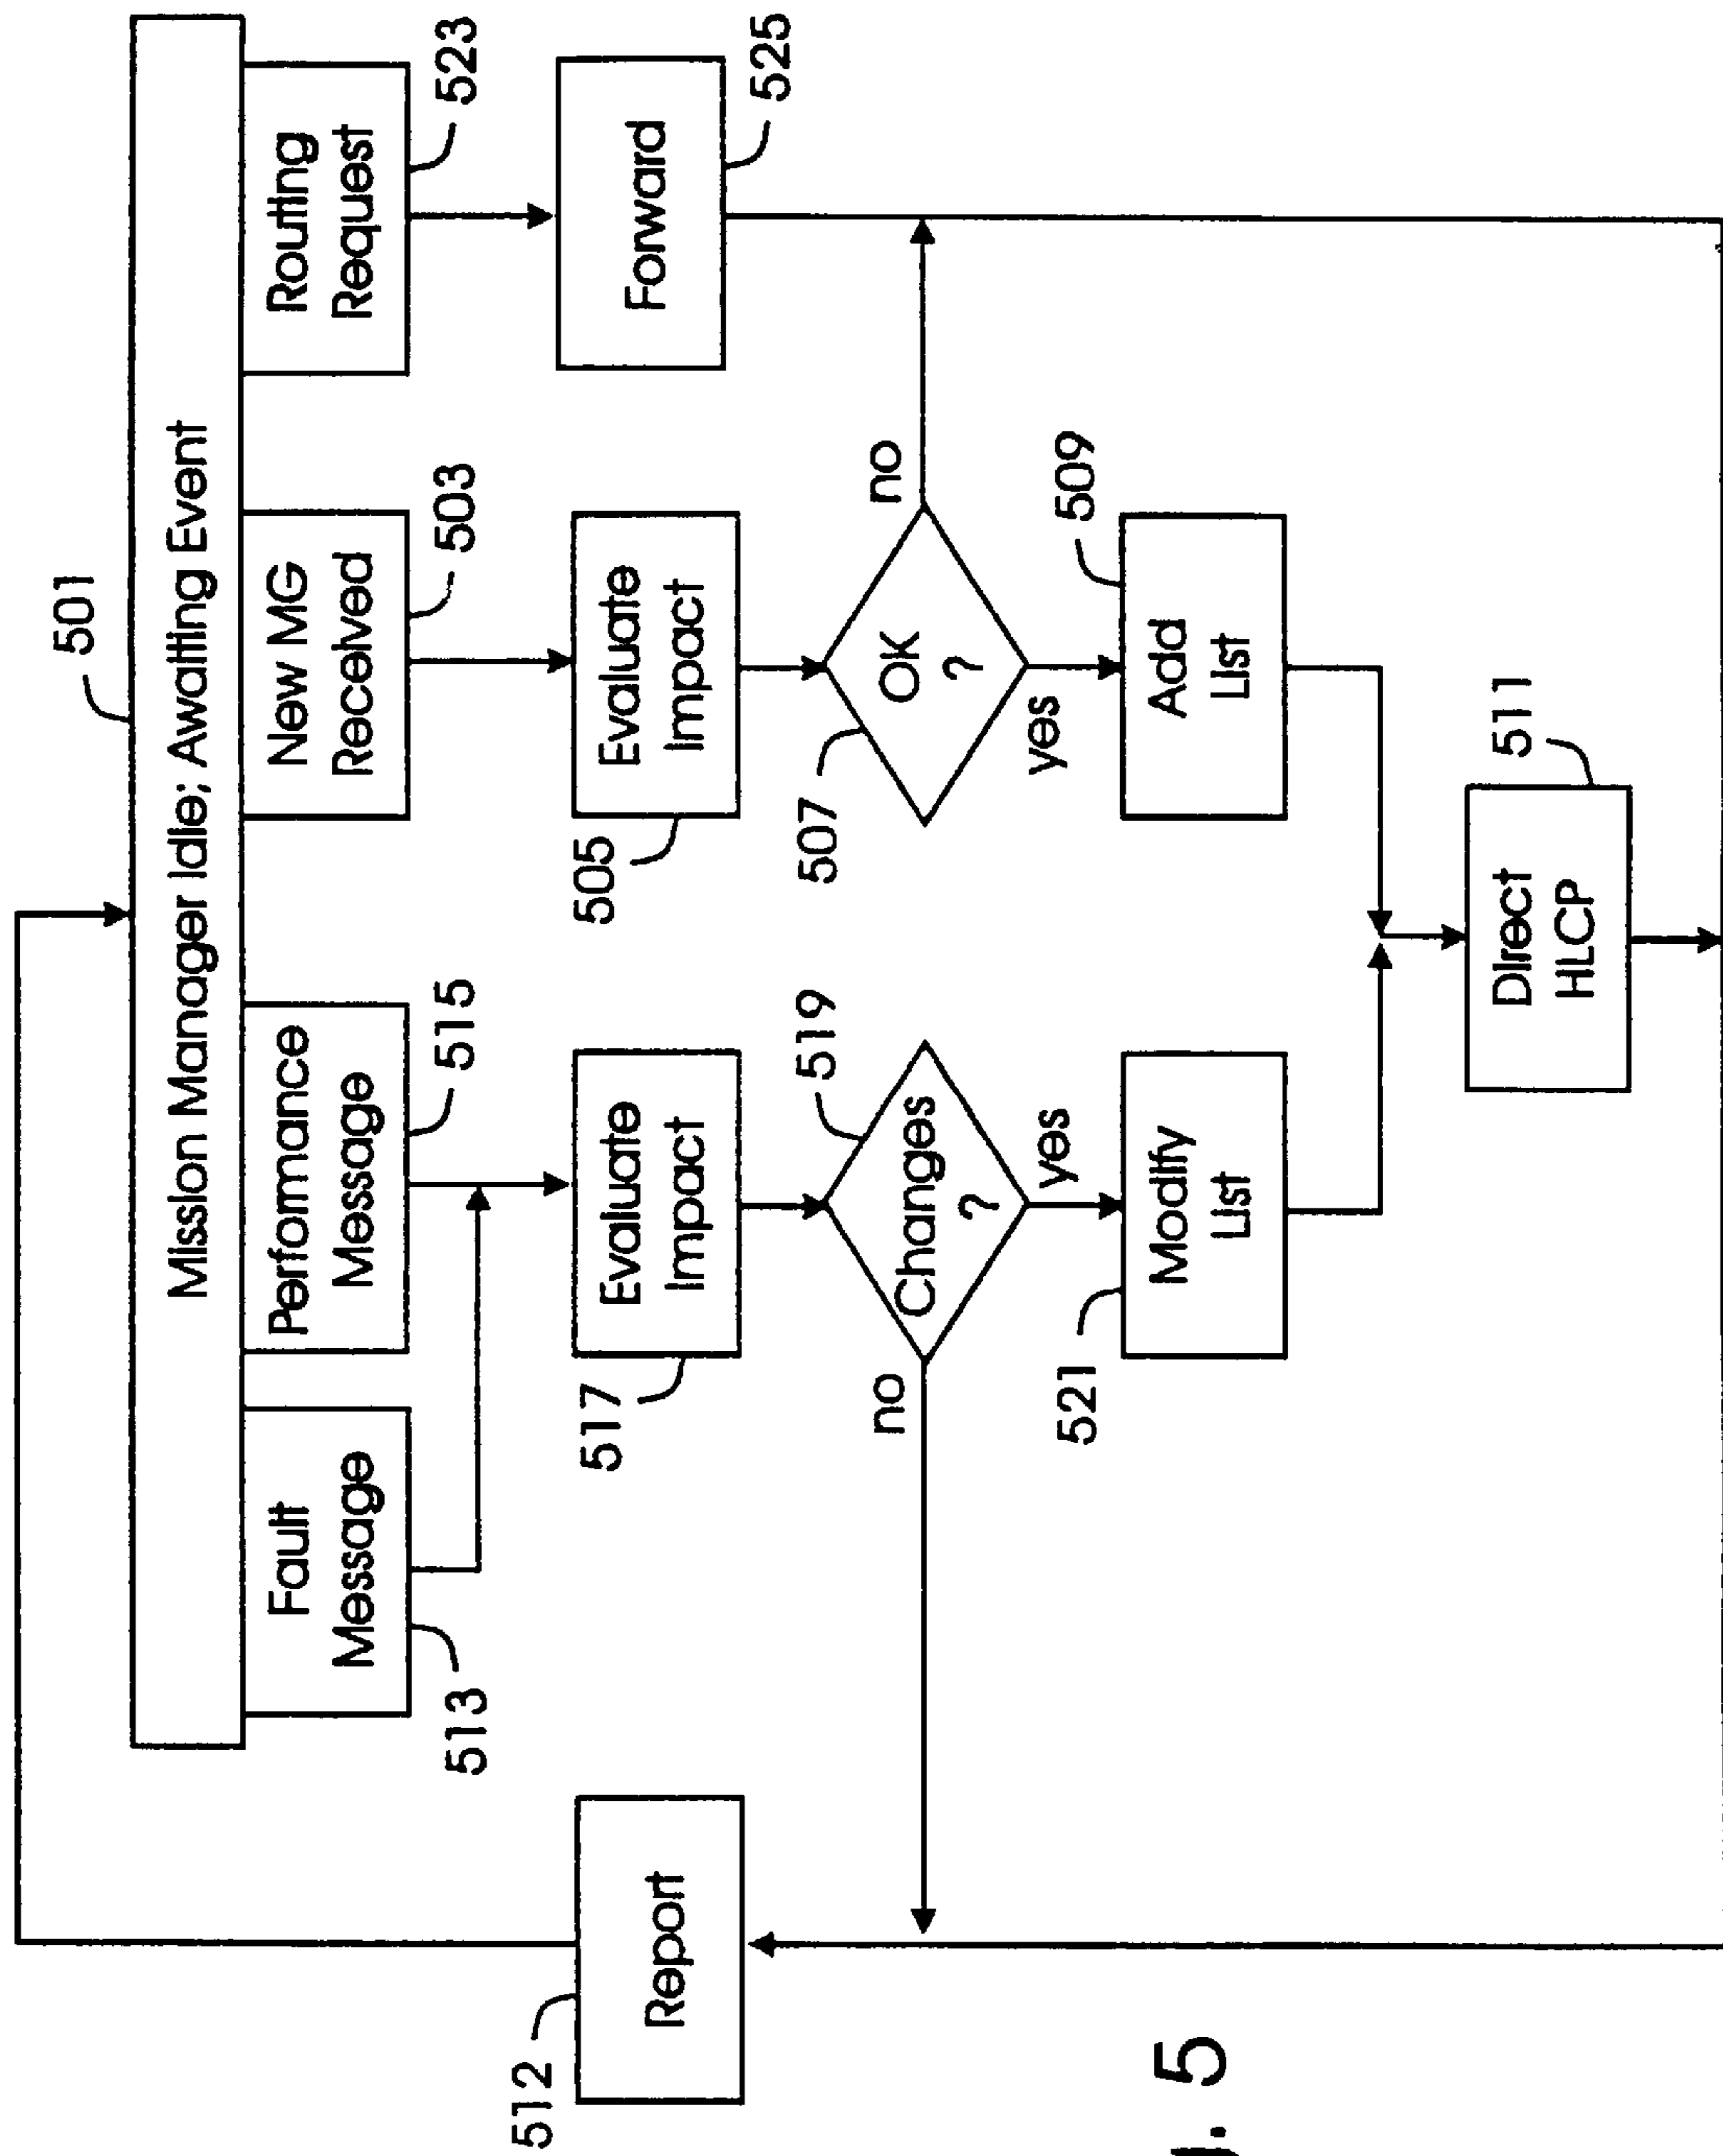 501
Mission Manager Idle; Awaiting Event
Fault
Message
513
Performance
Message
515
New MG
Received
503
Routing
Request
523
512
Report
517
Evaluate
Impact
505
Evaluate
Impact
Forward
525
no
Changes
?
519
yes
507
OK
?
no
yes
521
Modify
List
Add
List
509
Direct
HLCP
511
5